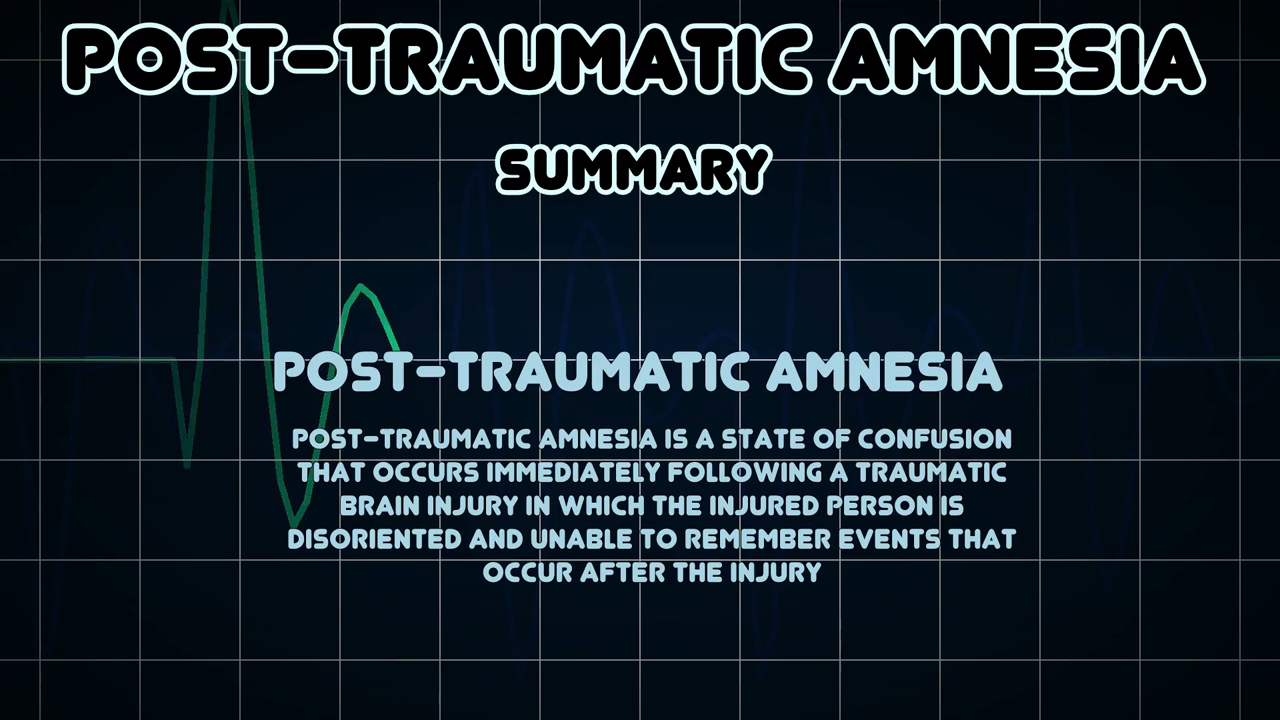 POST-TRAUMATIC AMNESIA
SUMMARY
POST-TRAUMATIC AMNESIA
POST-TRAUMATIC AMNESIA IS A STATE OF CONFUSION
THAT OCCURS IMMEDIATELY FOLLOWING A TRAUMATIC
BRAIN INJURY IN WHICH THE INJURED PERSON IS
DISORIENTED AND UNABLE TO REMEMBER EVENTS THAT
OCCUR AFTER THE INJURY